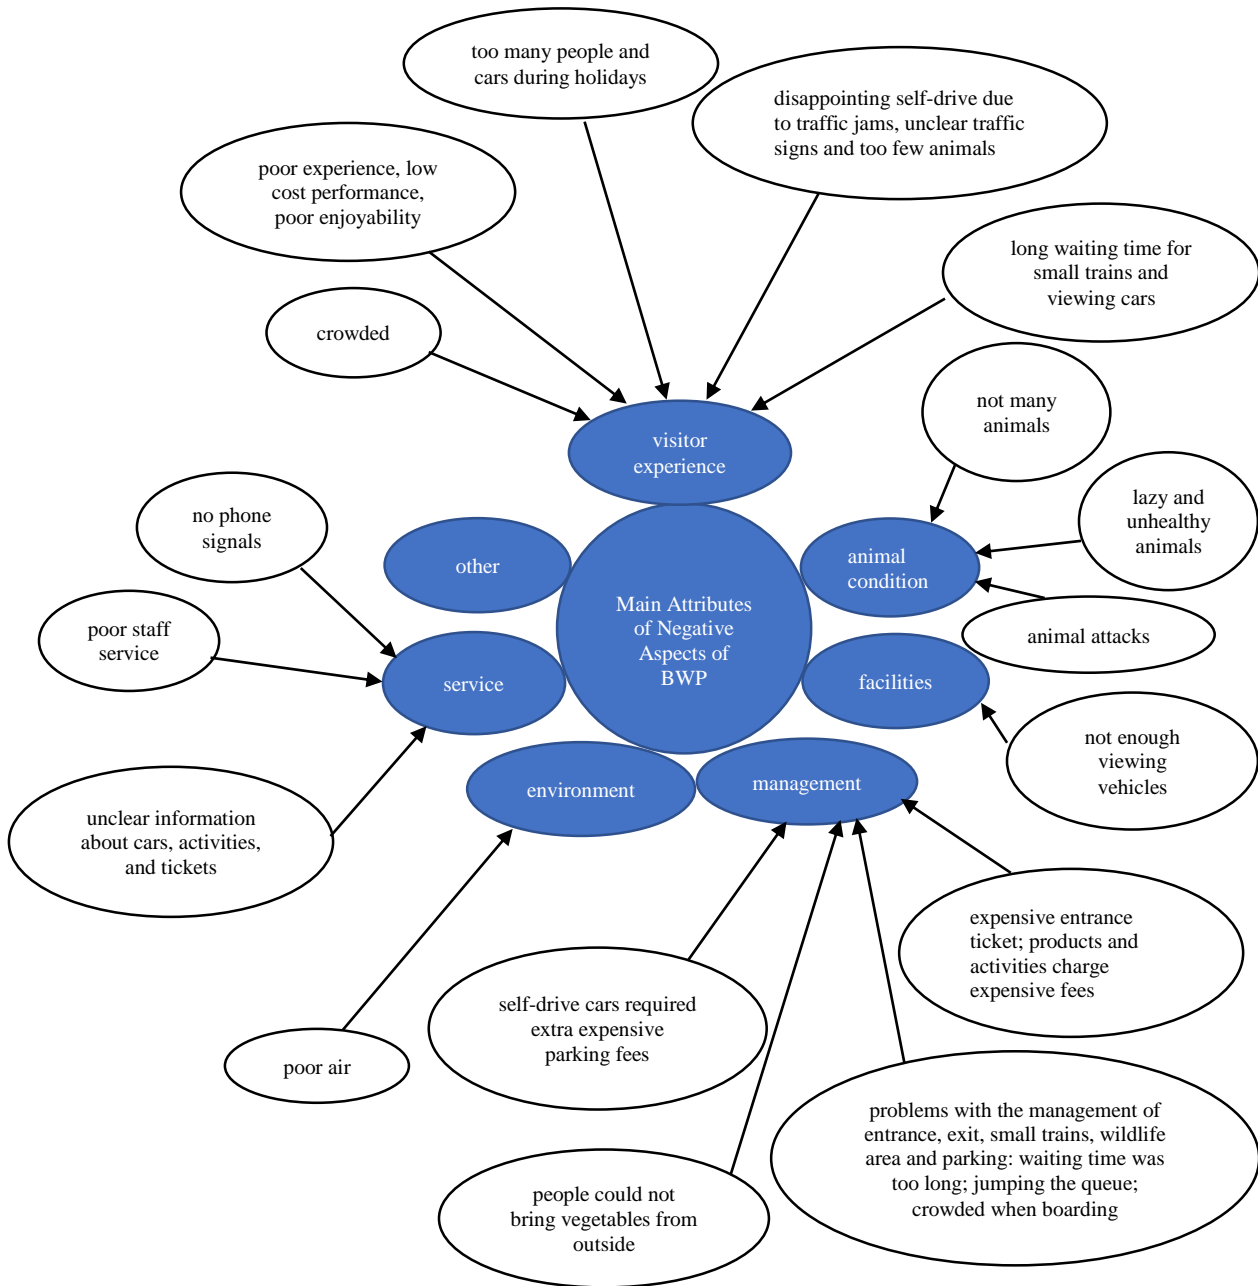 too many people and
cars during holidays
disappointing self-drive due
to traffic jams, unclear traffic
signs and too few animals
poor experience, low
cost performance,
poor enjoyability
long waiting time for
small trains and
viewing cars
crowded
not many
animals
visitor
experience
lazy and
unhealthy
animals
no phone
signals
other
animal
condition
Main Attributes
of Negative
Aspects of
BWP
poor staff
service
animal attacks
service
facilities
not enough
viewing
vehicles
environment
management
unclear information
about cars, activities,
and tickets
expensive entrance
ticket; products and
activities charge
expensive fees
self-drive cars required
extra expensive
parking fees
poor air
problems with the management of
entrance, exit, small trains, wildlife
area and parking: waiting time was
too long; jumping the queue;
crowded when boarding
people could not
bring vegetables from
outside